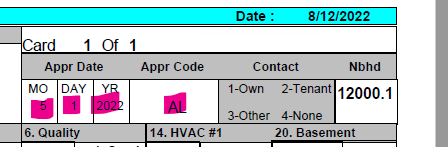 Date : 8/12/2022
Card 1 Of 1
Appr Date Appr Code Contact Nbhd
MO DAY YR 1-Own 2-Tenant 12000.1
5 1 2022 AL
3-Other 4-None
6. Quality 14. HVAC #1 20. Basement